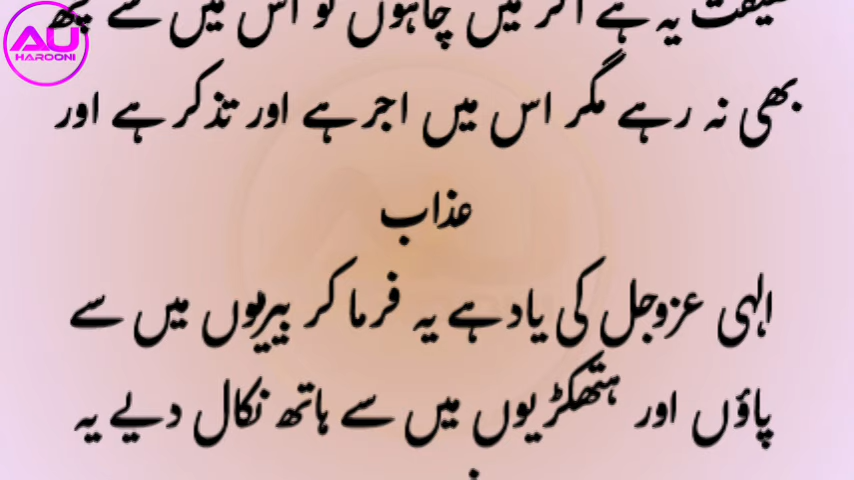 AU
HAROONI
حقیقت یہ ہے اگر میں چاہوں تو اس میں سے کچھ
بھی نہ رہے مگر اس میں اجر ہے اور تذکر ہے اور
عذاب
الٰہی عزوجل کی یاد ہے یہ فرما کر بیریوں میں سے
پاؤں اور ہتھکڑیوں میں سے ہاتھ نکال دیے یہ